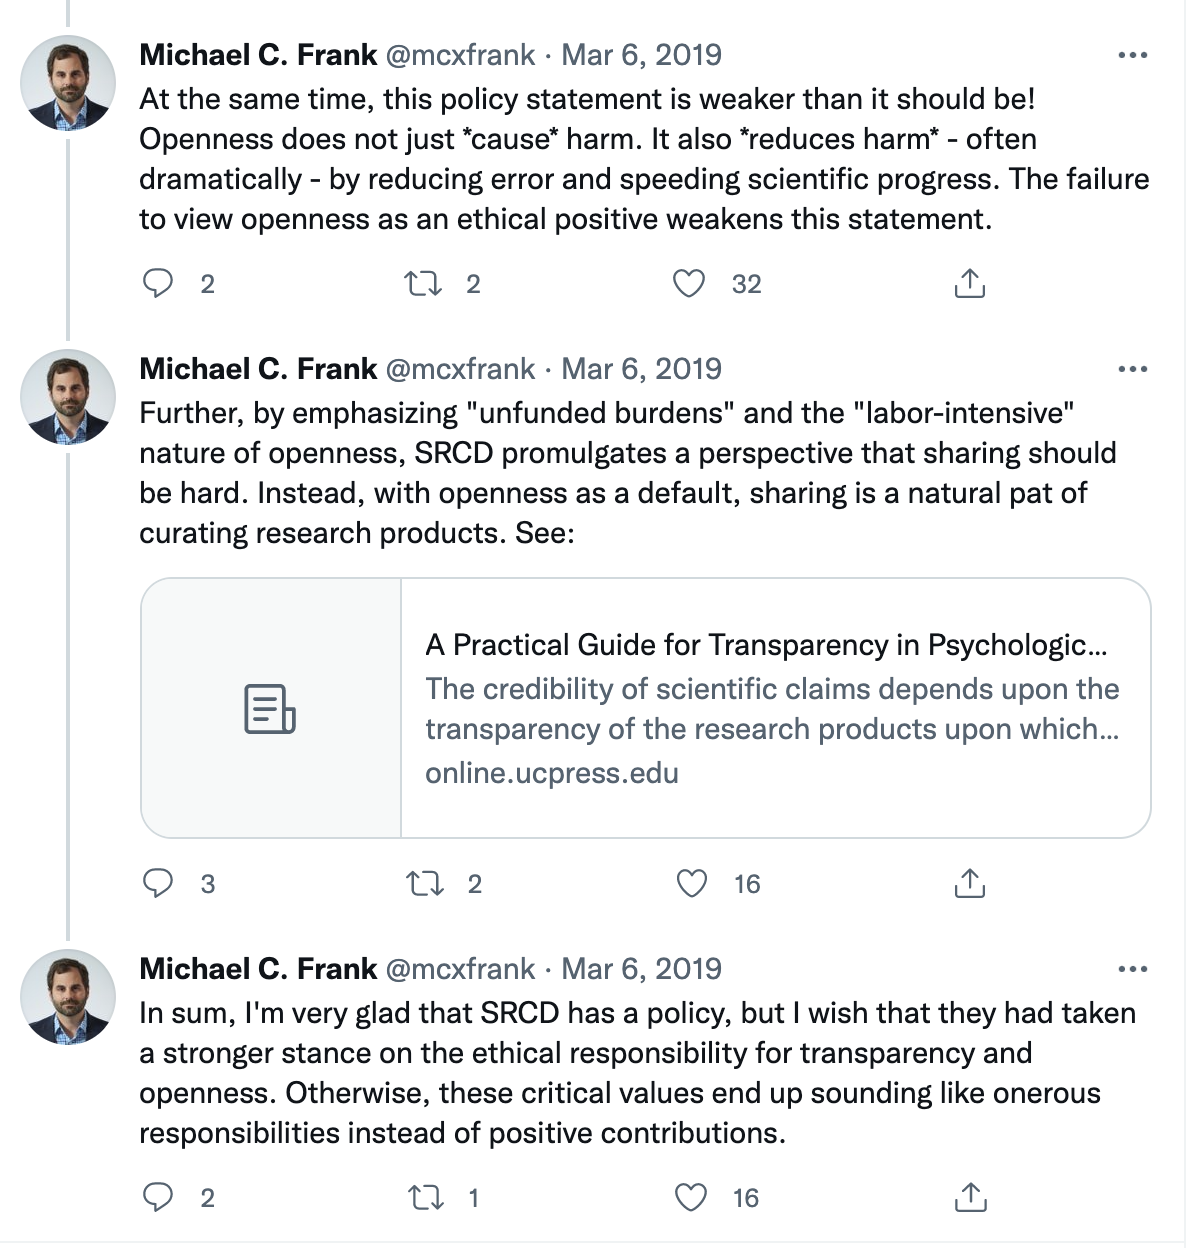 Michael C. Frank @mcxfrank · Mar 6, 2019
At the same time, this policy statement is weaker than it should be!
Openness does not just *cause* harm. It also *reduces harm* - often
dramatically - by reducing error and speeding scientific progress. The failure
to view openness as an ethical positive weakens this statement.
2 2 32
Michael C. Frank @mcxfrank · Mar 6, 2019
Further, by emphasizing "unfunded burdens" and the "labor-intensive"
nature of openness, SRCD promulgates a perspective that sharing should
be hard. Instead, with openness as a default, sharing is a natural pat of
curating research products. See:
A Practical Guide for Transparency in Psychologic...
The credibility of scientific claims depends upon the
transparency of the research products upon which...
online.ucpress.edu
3 2 16
Michael C. Frank @mcxfrank · Mar 6, 2019
In sum, I'm very glad that SRCD has a policy, but I wish that they had taken
a stronger stance on the ethical responsibility for transparency and
openness. Otherwise, these critical values end up sounding like onerous
responsibilities instead of positive contributions.
2 1 16